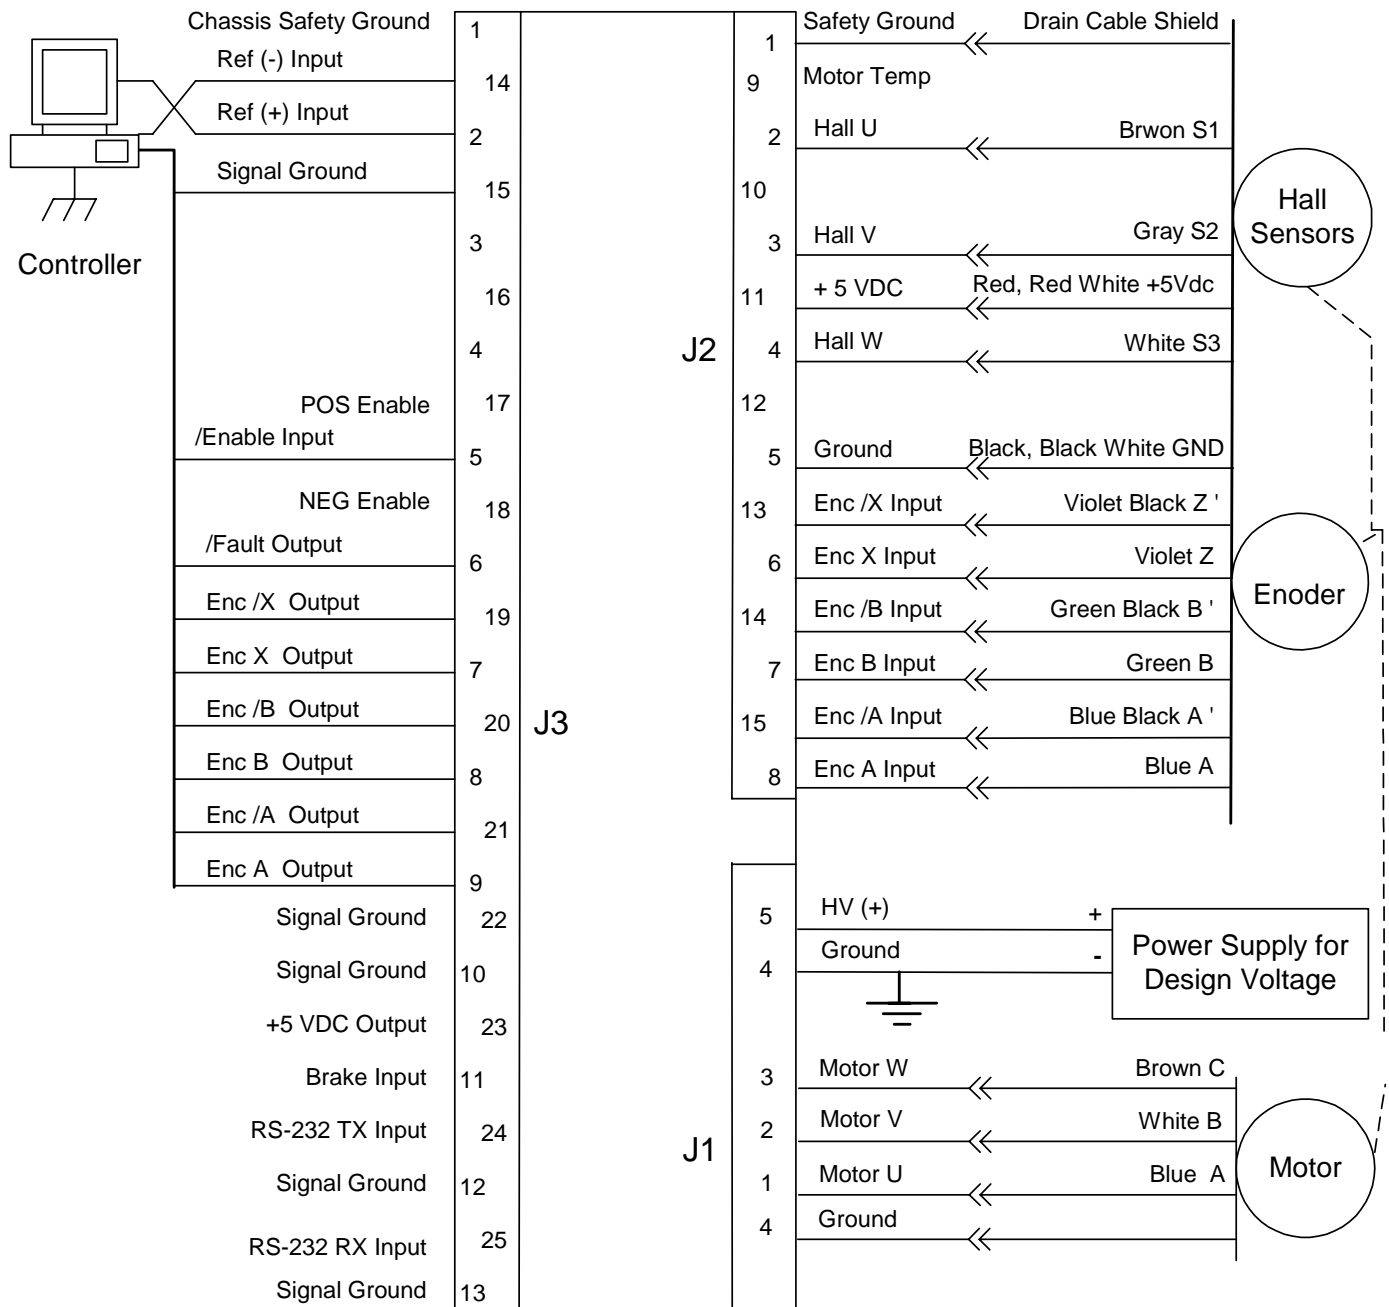 Chassis Safety Ground
1
Ref (-) Input
14
Ref (+) Input
2
Signal Ground
15
3
16
4
POS Enable
17
/Enable Input
5
NEG Enable
18
/Fault Output
6
Enc /X Output
19
Enc X Output
7
Enc /B Output
20
Enc B Output
8
Enc /A Output
21
Enc A Output
9
Signal Ground
22
Signal Ground
10
+5 VDC Output
23
Brake Input
11
RS-232 TX Input
24
Signal Ground
12
RS-232 RX Input
25
Signal Ground
13
Controller
J3
J2
1
Safety Ground
Drain Cable Shield
9
Motor Temp
2
Hall U
Brwon S1
10
3
Hall V
Gray S2
11
+ 5 VDC
Red, Red White +5Vdc
4
Hall W
White S3
12
5
Ground
Black, Black White GND
13
Enc /X Input
Violet Black Z '
6
Enc X Input
Violet Z
14
Enc /B Input
Green Black B '
7
Enc B Input
Green B
15
Enc /A Input
Blue Black A '
8
Enc A Input
Blue A
Hall
Sensors
Enoder
J1
5
HV (+)
+
4
Ground
-
Power Supply for
Design Voltage
3
Motor W
Brown C
2
Motor V
White B
1
Motor U
Blue A
4
Ground
Motor